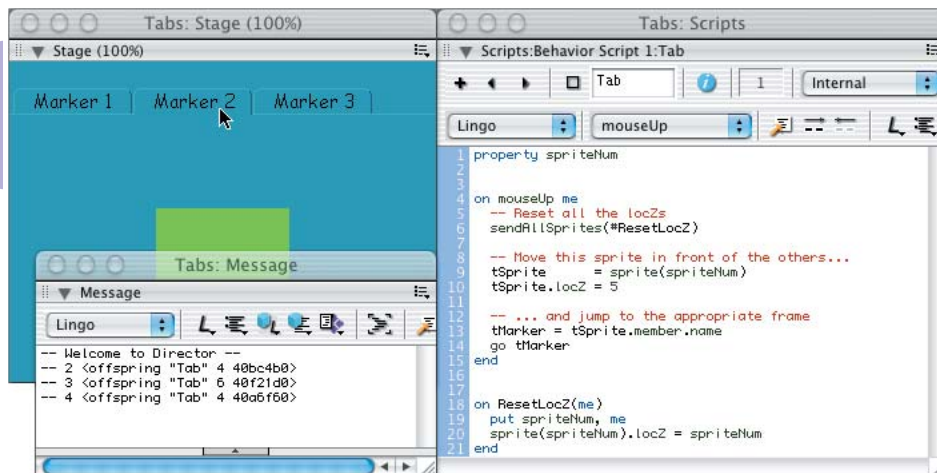 Tabs: Stage (100%)
Stage (100%)
Marker 1
Marker 2
Marker 3
Tabs: Message
Message
Lingo
-- Welcome to Director --
-- 2 <offspring "Tab" 4 40bc4b0>
-- 3 <offspring "Tab" 6 40f21d0>
-- 4 <offspring "Tab" 4 40a6f60>
Tabs: Scripts
Scripts:Behavior Script 1:Tab
Tab
1
Internal
Lingo
mouseUp
1 property spriteNum
2
3
4 on mouseUp me
5 -- Reset all the locZs
6 sendAllSprites(#ResetLocZ)
7
8 -- Move this sprite in front of the others...
9 tSprite = sprite(spriteNum)
10 tSprite.locZ = 5
11
12 -- ... and jump to the appropriate frame
13 tMarker = tSprite.member.name
14 go tMarker
15 end
16
17
18 on ResetLocZ(me)
19 put spriteNum, me
20 sprite(spriteNum).locZ = spriteNum
21 end